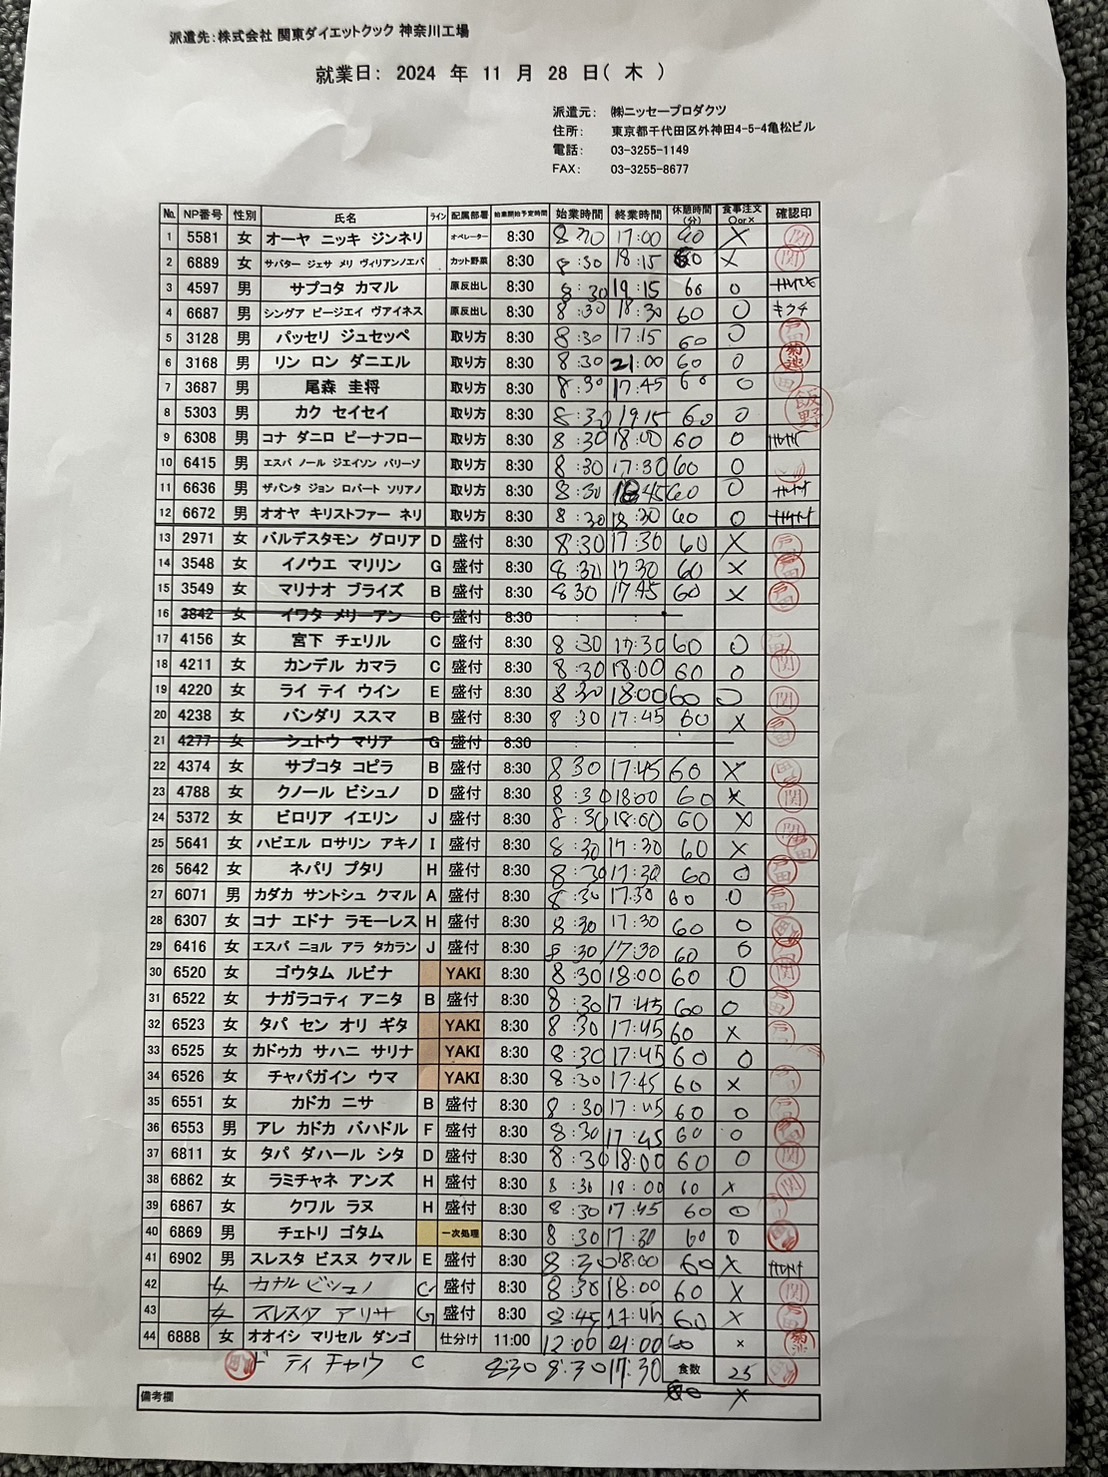 派遣先:株式会社 関東ダイエットクック 神奈川工場
就業日: 2024 年 11 月 28 日( 木 )
派遣元: ㈱ニッセープロダクツ
住所: 東京都千代田区外神田4-5-4亀松ビル
電話: 03-3255-1149
FAX: 03-3255-8677
No. NP番号 性別 氏名 ライン 配属部署 始業開始予定時間 始業時間 終業時間 休憩時間(分) 食事注文○or× 確認印
1 5581 女 オーヤ ニッキ ジンネリ オペレーター 8:30 17:00 60 × 関
2 6889 女 サバター ジェサ メリ ヴィリアンノエバ カット野菜 8:30 8:30 18:15 60 × 関
3 4597 男 サプコタ カマル 原反出し 8:30 8:30 19:15 60 ○
4 6687 男 シングア ビージエイ ヴアイネス 原反出し 8:30 8:30 18:30 60 ○ キクチ
5 3128 男 パッセリ ジュセッペ 取り方 8:30 8:30 17:15 60 ○ 戸田
6 3168 男 リン ロン ダニエル 取り方 8:30 8:30 21:00 60 ○ 菊池
7 3687 男 尾森 圭将 取り方 8:30 8:30 17:45 60 ○
8 5303 男 カク セイセイ 取り方 8:30 8:30 19 15 60 ○ 飯野
9 6308 男 コナ ダニロ ビーナフロー 取り方 8:30 8:30 18:00 60 ○
10 6415 男 エスパ ノール ジエイソン バリーソ 取り方 8:30 8:30 17:30 60 ○
11 6636 男 ザバンタ ジョン ロバート ソリアノ 取り方 8:30 8:30 18:45 60 ○
12 6672 男 オオヤ キリストファー ネリ 取り方 8:30 8:30 18:30 60 ○
13 2971 女 バルデスタモン グロリア D 盛付 8:30 8:30 17:30 60 × 戸田
14 3548 女 イノウエ マリリン G 盛付 8:30 8:30 17:30 60 × 戸田
15 3549 女 マリナオ ブライズ B 盛付 8:30 8 30 17:45 60 × 戸田
16 3842 女 イワタ メリーアン C 盛付 8:30 : :
17 4156 女 宮下 チェリル C 盛付 8:30 8:30 17:30 60 ○
18 4211 女 カンデル カマラ C 盛付 8:30 8:30 18:00 60 ○ 関
19 4220 女 ライ テイ ウイン E 盛付 8:30 8:30 18:00 60 ○ 関
20 4238 女 バンダリ ススマ B 盛付 8:30 8:30 17:45 60 × 戸田
21 4277 女 シュトウ マリア G 盛付 8:30 : :
22 4374 女 サプコタ コピラ B 盛付 8:30 8 30 17:45 60 × 戸田
23 4788 女 クノール ビシュノ D 盛付 8:30 8:30 18:00 60 × 関
24 5372 女 ビロリア イエリン J 盛付 8:30 8:30 18:00 60 × 関
25 5641 女 ハビエル ロサリン アキノ I 盛付 8:30 8:30 17:30 60 × 戸田
26 5642 女 ネパリ プタリ H 盛付 8:30 8:30 17:30 60 ○ 戸田
27 6071 男 カダカ サントシュ クマル A 盛付 8:30 8:30 17:30 60 ○ 戸田
28 6307 女 コナ エドナ ラモーレス H 盛付 8:30 8:30 17:30 60 ○
29 6416 女 エスパ ニョル アラ タカラン J 盛付 8:30 8:30 17:30 60 ○
30 6520 女 ゴウタム ルビナ YAKI 8:30 8:30 18:00 60 ○ 関
31 6522 女 ナガラコティ アニタ B 盛付 8:30 8:30 17:45 60 ○ 戸田
32 6523 女 タパ セン オリ ギタ YAKI 8:30 8:30 17:45 60 ×
33 6525 女 カドゥカ サハニ サリナ YAKI 8:30 8:30 17:45 60 ○
34 6526 女 チャパガイン ウマ YAKI 8:30 8:30 17:45 60 ×
35 6551 女 カドカ ニサ B 盛付 8:30 8:30 17:45 60 ○ 戸田
36 6553 男 アレ カドカ バハドル F 盛付 8:30 8:30 17:45 60 ○ 戸田
37 6811 女 タパ ダハール シタ D 盛付 8:30 8:30 18:00 60 ○ 関
38 6862 女 ラミチャネ アンズ H 盛付 8:30 8:30 18:00 60 × 関
39 6867 女 クワル ラヌ H 盛付 8:30 8:30 17:45 60 ○
40 6869 男 チェトリ ゴタム 一次処理 8:30 8:30 17:30 60 ○
41 6902 男 スレスタ ビスヌ クマル E 盛付 8:30 8:30 18:00 60 ×
42 女 カナル ビシュノ C 盛付 8:30 8:30 18:00 60 × 関
43 女 スレスタ アリサ G 盛付 8:30 8:45 17:45 60 × 戸田
44 6888 女 オオイシ マリセル ダンゴ 仕分け 11:00 12:00 21:00 60 × 菊池
ド ティ チャウ C 8:30 8:30 17:30 食数 25
60 ×
備考欄